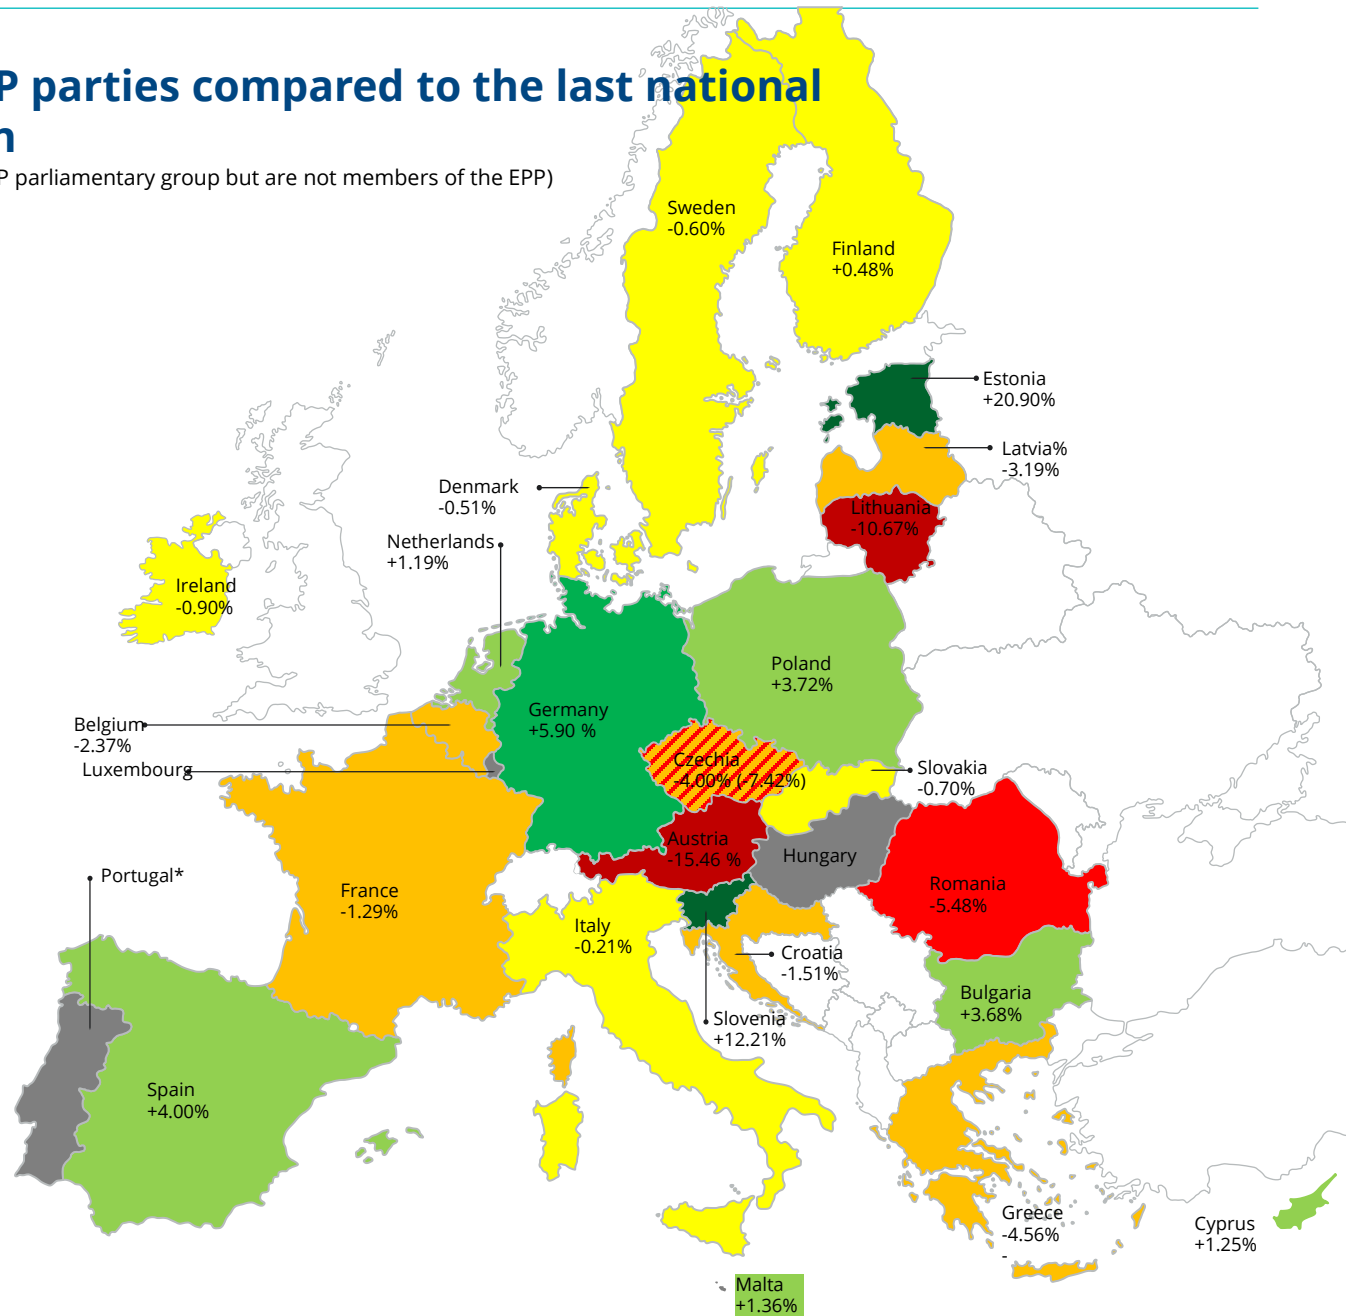 P parties compared to the last national
n
P parliamentary group but are not members of the EPP)
Sweden
-0.60%
Finland
+0.48%
Estonia
+20.90%
Latvia%
-3.19%
Denmark
-0.51%
Lithuania
-10.67%
Netherlands
+1.19%
Ireland
-0.90%
Poland
+3.72%
Germany
+5.90 %
Belgium
-2.37%
Luxembourg
Czechia
-4.00% (-7.42%)
Slovakia
-0.70%
Austria
-15.46 %
Hungary
Portugal*
France
-1.29%
Romania
-5.48%
Italy
-0.21%
Croatia
-1.51%
Bulgaria
+3.68%
Slovenia
+12.21%
Spain
+4.00%
Greece
-4.56%
-
Cyprus
+1.25%
Malta
+1.36%